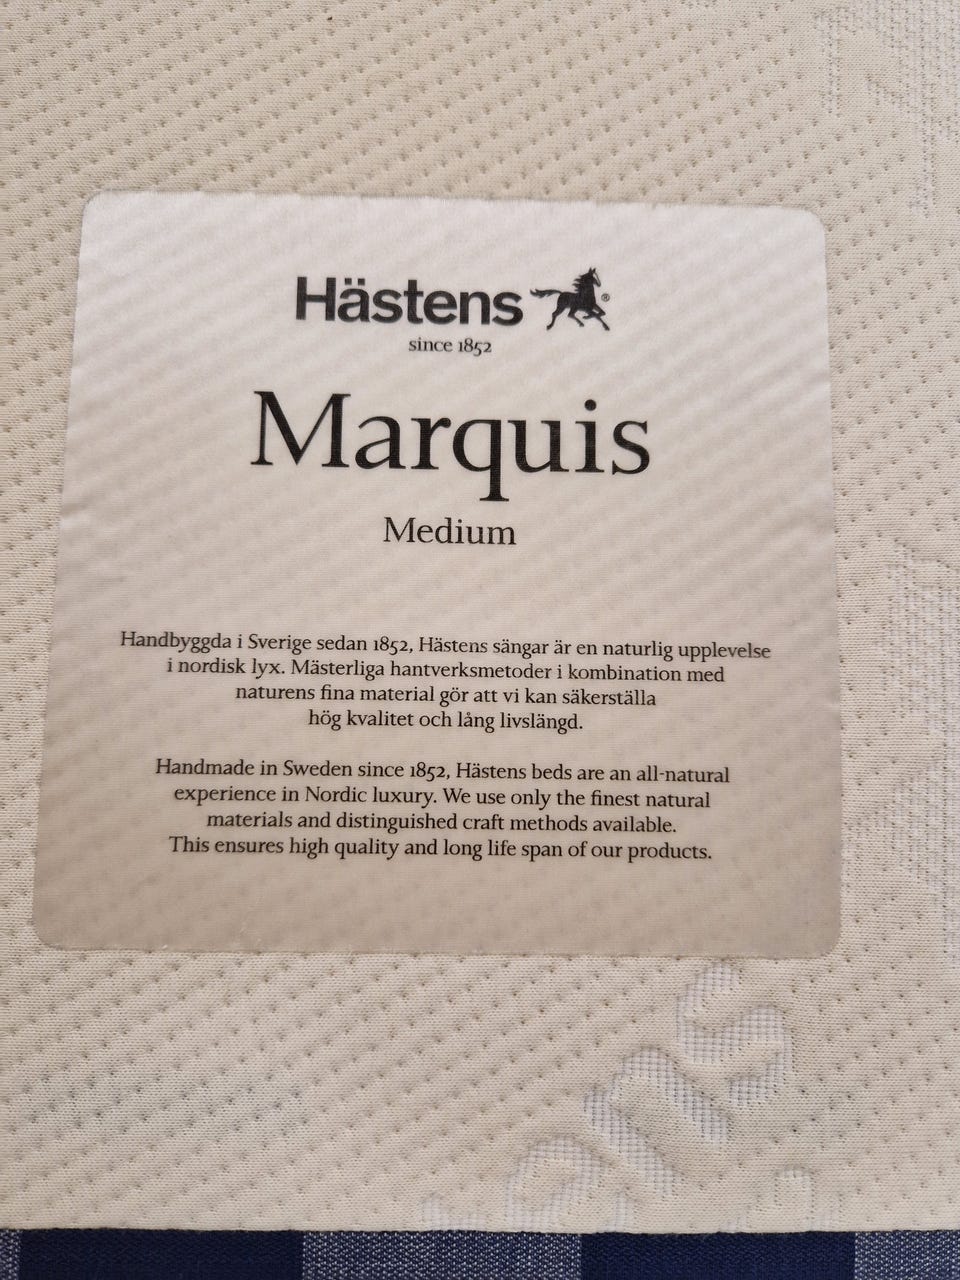 Hästens®
since 1852
Marquis
Medium
Handbyggda i Sverige sedan 1852, Hästens sängar är en naturlig upplevelse
i nordisk lyx. Mästerliga hantverksmetoder i kombination med
naturens fina material gör att vi kan säkerställa
hög kvalitet och lång livslängd.
Handmade in Sweden since 1852, Hästens beds are an all-natural
experience in Nordic luxury. We use only the finest natural
materials and distinguished craft methods available.
This ensures high quality and long life span of our products.